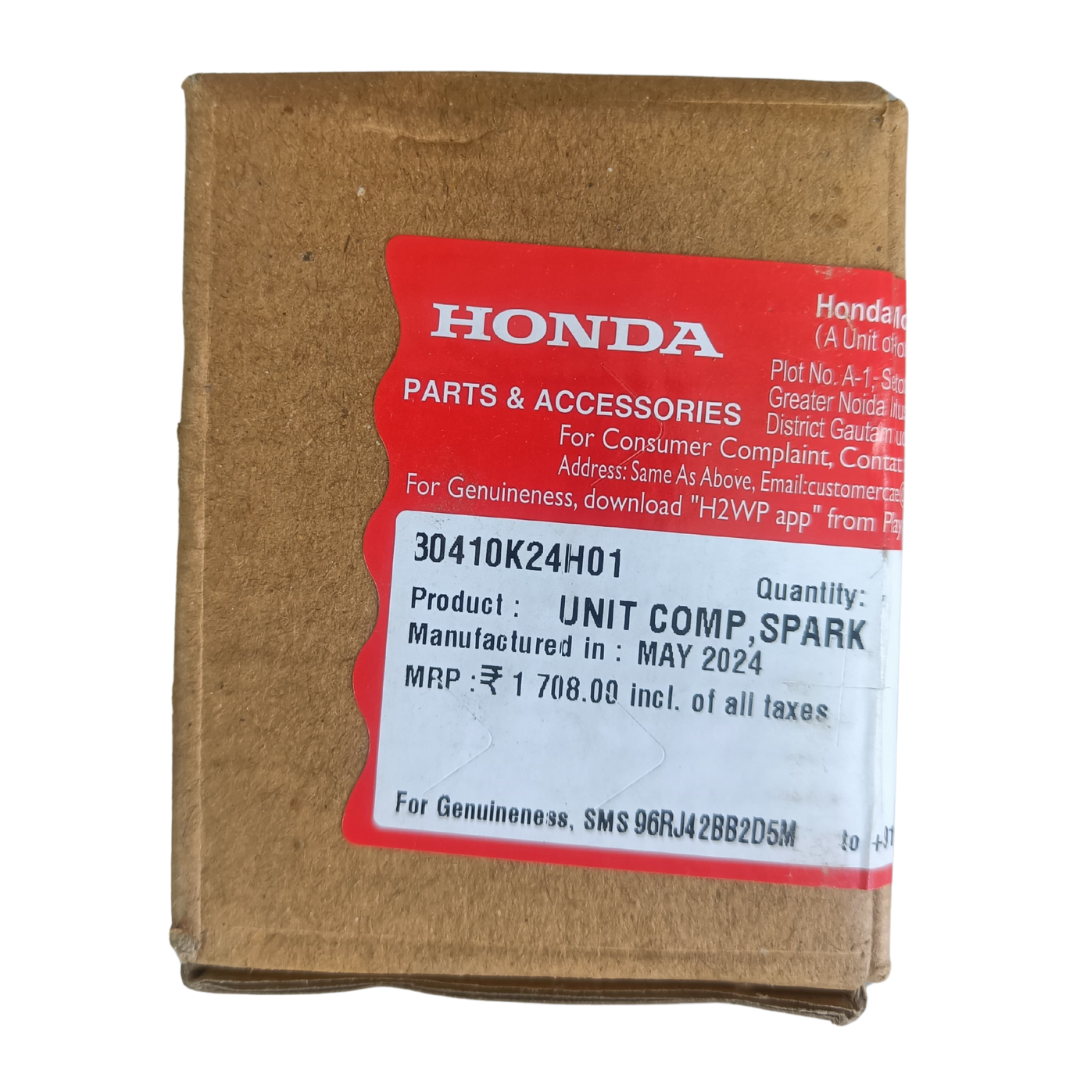 HONDA
PARTS & ACCESSORIES
Honda
(A Unit of
Plot No. A-1,
Greater Noida
District Gautam
For Consumer Complaint,
Address: Same As Above, Email:
For Genuineness, download "H2WP app" from
30410K24H01
Quantity:
Product : UNIT COMP,SPARK
Manufactured in : MAY 2024
MRP :₹ 1 708.00 incl. of all taxes
For Genuineness, SMS 96RJ42BB2D5M to